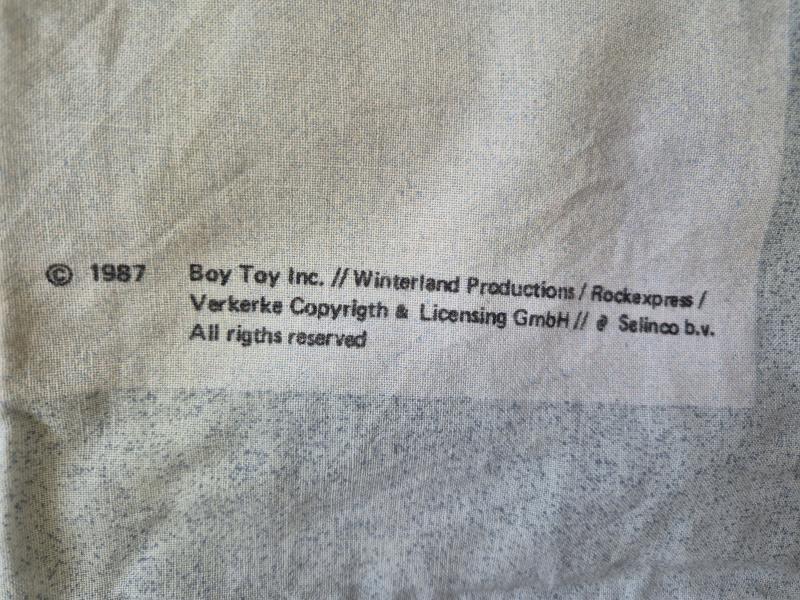 © 1987 Boy Toy Inc. // Winterland Productions / Rockexpress /
Verkerke Copyrigth & Licensing GmbH // Selinco b.v.
All rigths reserved